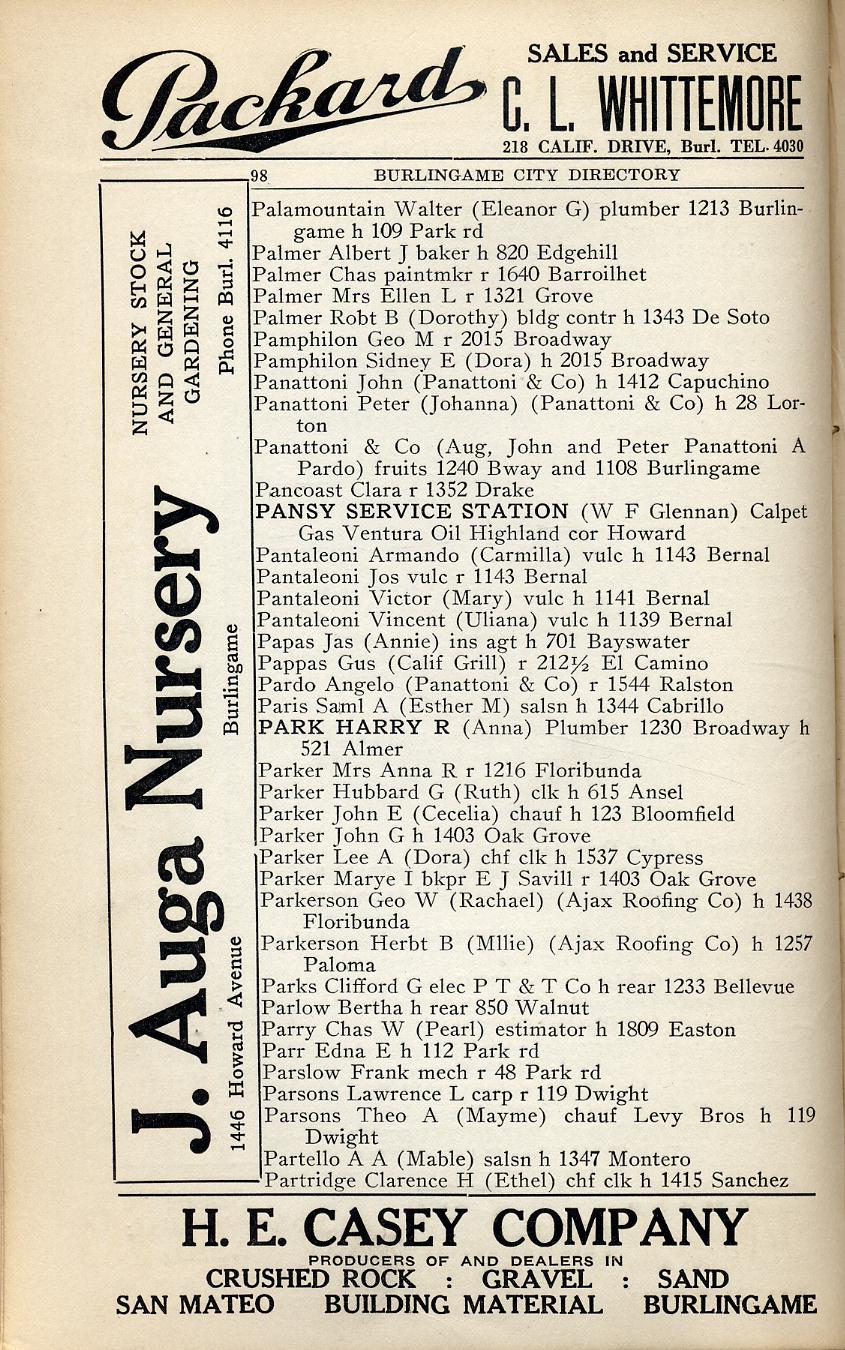 Packard
SALES and SERVICE
C. L. WHITTEMORE
218 CALIF. DRIVE, Burl. TEL. 4030
98 BURLINGAME CITY DIRECTORY
Palamountain Walter (Eleanor G) plumber 1213 Burlin-
game h 109 Park rd
Palmer Albert J baker h 820 Edgehill
Palmer Chas paintmkr r 1640 Barroilhet
Palmer Mrs Ellen L r 1321 Grove
Palmer Robt B (Dorothy) bldg contr h 1343 De Soto
Pamphilon Geo M r 2015 Broadway
Pamphilon Sidney E (Dora) h 2015 Broadway
Panattoni John (Panattoni & Co) h 1412 Capuchino
Panattoni Peter (Johanna) (Panattoni & Co) h 28 Lor-
ton
Panattoni & Co (Aug, John and Peter Panattoni A
Pardo) fruits 1240 Bway and 1108 Burlingame
Pancoast Clara r 1352 Drake
PANSY SERVICE STATION (W F Glennan) Calpet
Gas Ventura Oil Highland cor Howard
Pantaleoni Armando (Carmilla) vulc h 1143 Bernal
Pantaleoni Jos vulc r 1143 Bernal
Pantaleoni Victor (Mary) vulc h 1141 Bernal
Pantaleoni Vincent (Uliana) vulc h 1139 Bernal
Papas Jas (Annie) ins agt h 701 Bayswater
Pappas Gus (Calif Grill) r 212½ El Camino
Pardo Angelo (Panattoni & Co) r 1544 Ralston
Paris Saml A (Esther M) salsn h 1344 Cabrillo
PARK HARRY R (Anna) Plumber 1230 Broadway h
521 Almer
Parker Mrs Anna R r 1216 Floribunda
Parker Hubbard G (Ruth) clk h 615 Ansel
Parker John E (Cecelia) chauf h 123 Bloomfield
Parker John G h 1403 Oak Grove
Parker Lee A (Dora) chf clk h 1537 Cypress
Parker Marye I bkpr E J Savill r 1403 Oak Grove
Parkerson Geo W (Rachael) (Ajax Roofing Co) h 1438
Floribunda
Parkerson Herbt B (Mllie) (Ajax Roofing Co) h 1257
Paloma
Parks Clifford G elec P T & T Co h rear 1233 Bellevue
Parlow Bertha h rear 850 Walnut
Parry Chas W (Pearl) estimator h 1809 Easton
Parr Edna E h 112 Park rd
Parslow Frank mech r 48 Park rd
Parsons Lawrence L carp r 119 Dwight
Parsons Theo A (Mayme) chauf Levy Bros h 119
Dwight
Partello A A (Mable) salsn h 1347 Montero
Partridge Clarence H (Ethel) chf clk h 1415 Sanchez
J. Auga Nursery
NURSERY STOCK
AND GENERAL
GARDENING
1446 Howard Avenue Burlingame Phone Burl. 4116
H. E. CASEY COMPANY
PRODUCERS OF AND DEALERS IN
CRUSHED ROCK : GRAVEL : SAND
SAN MATEO BUILDING MATERIAL BURLINGAME